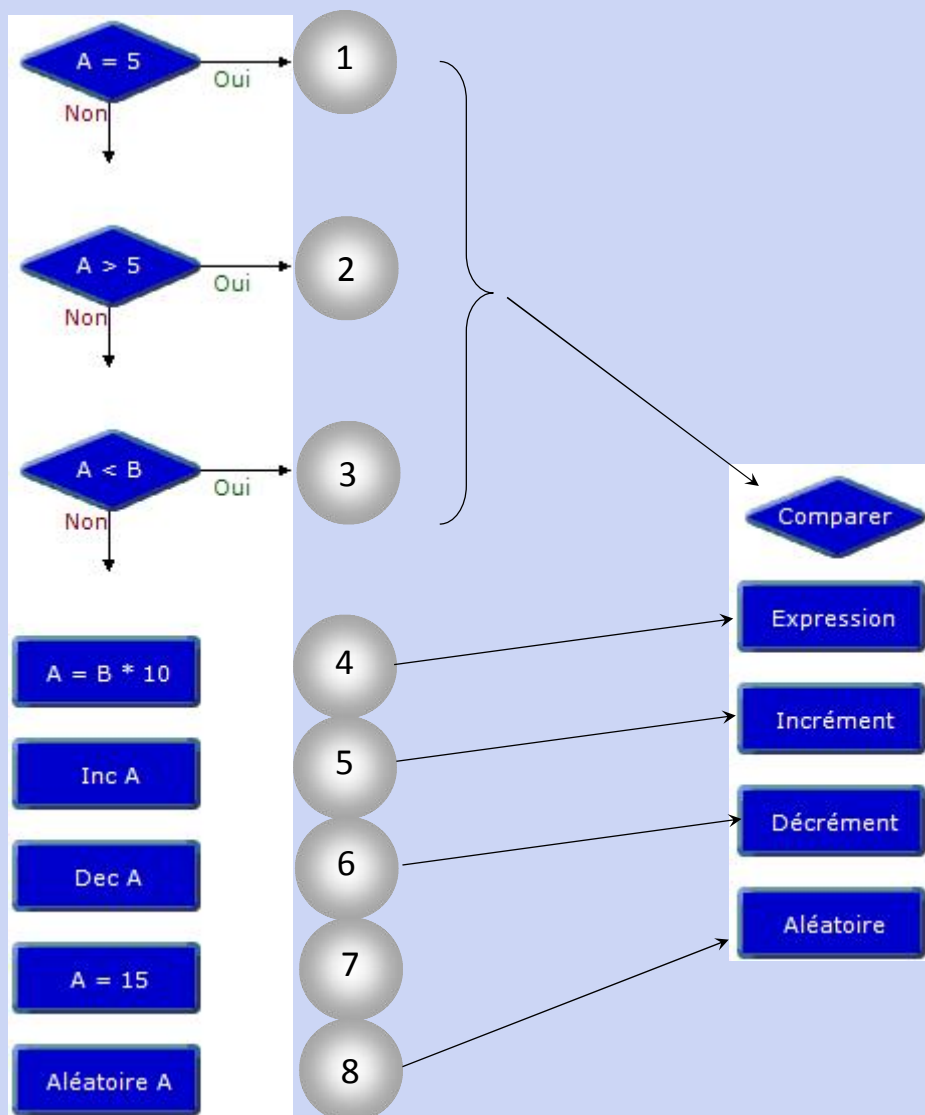 A = 5
Oui
Non
1
A > 5
Oui
Non
2
A < B
Oui
Non
3
A = B * 10
4
Inc A
5
Dec A
6
A = 15
7
Aléatoire A
8
Comparer
Expression
Incrément
Décrément
Aléatoire